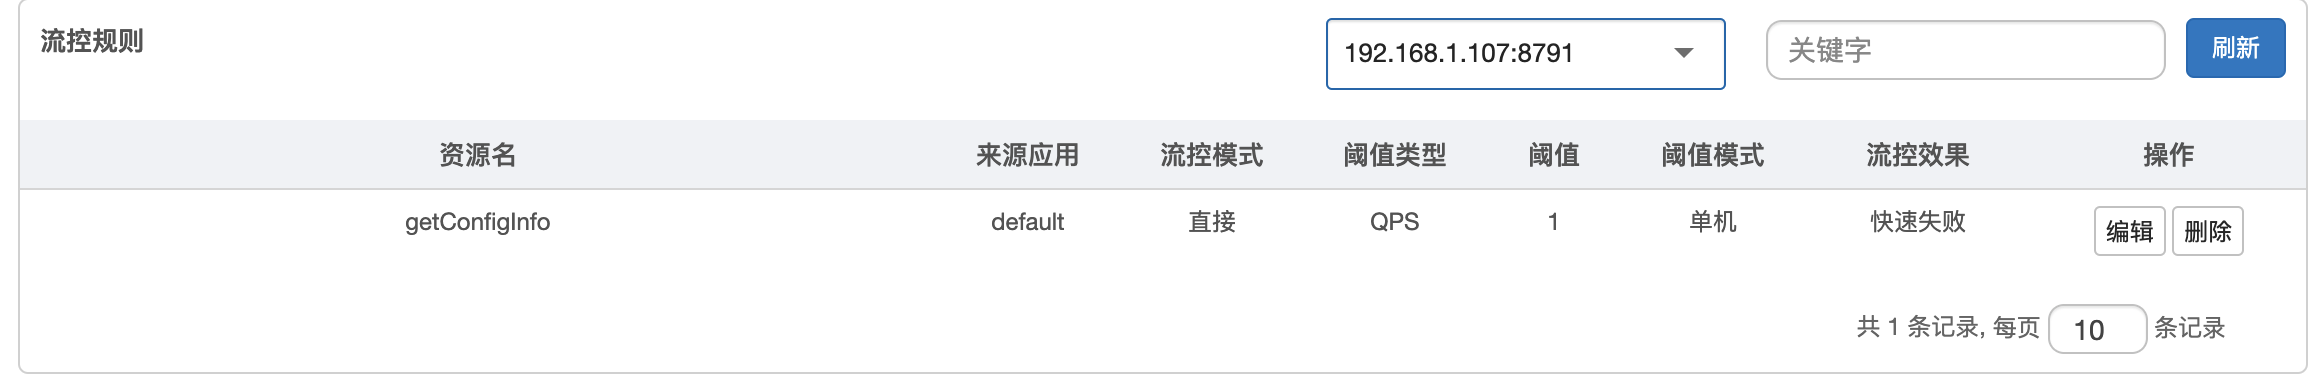 流控规则
192.168.1.107:8791
关键字
刷新
资源名 来源应用 流控模式 阈值类型 阈值 阈值模式 流控效果 操作
getConfigInfo default 直接 QPS 1 单机 快速失败 编辑 删除
共 1 条记录, 每页 10 条记录